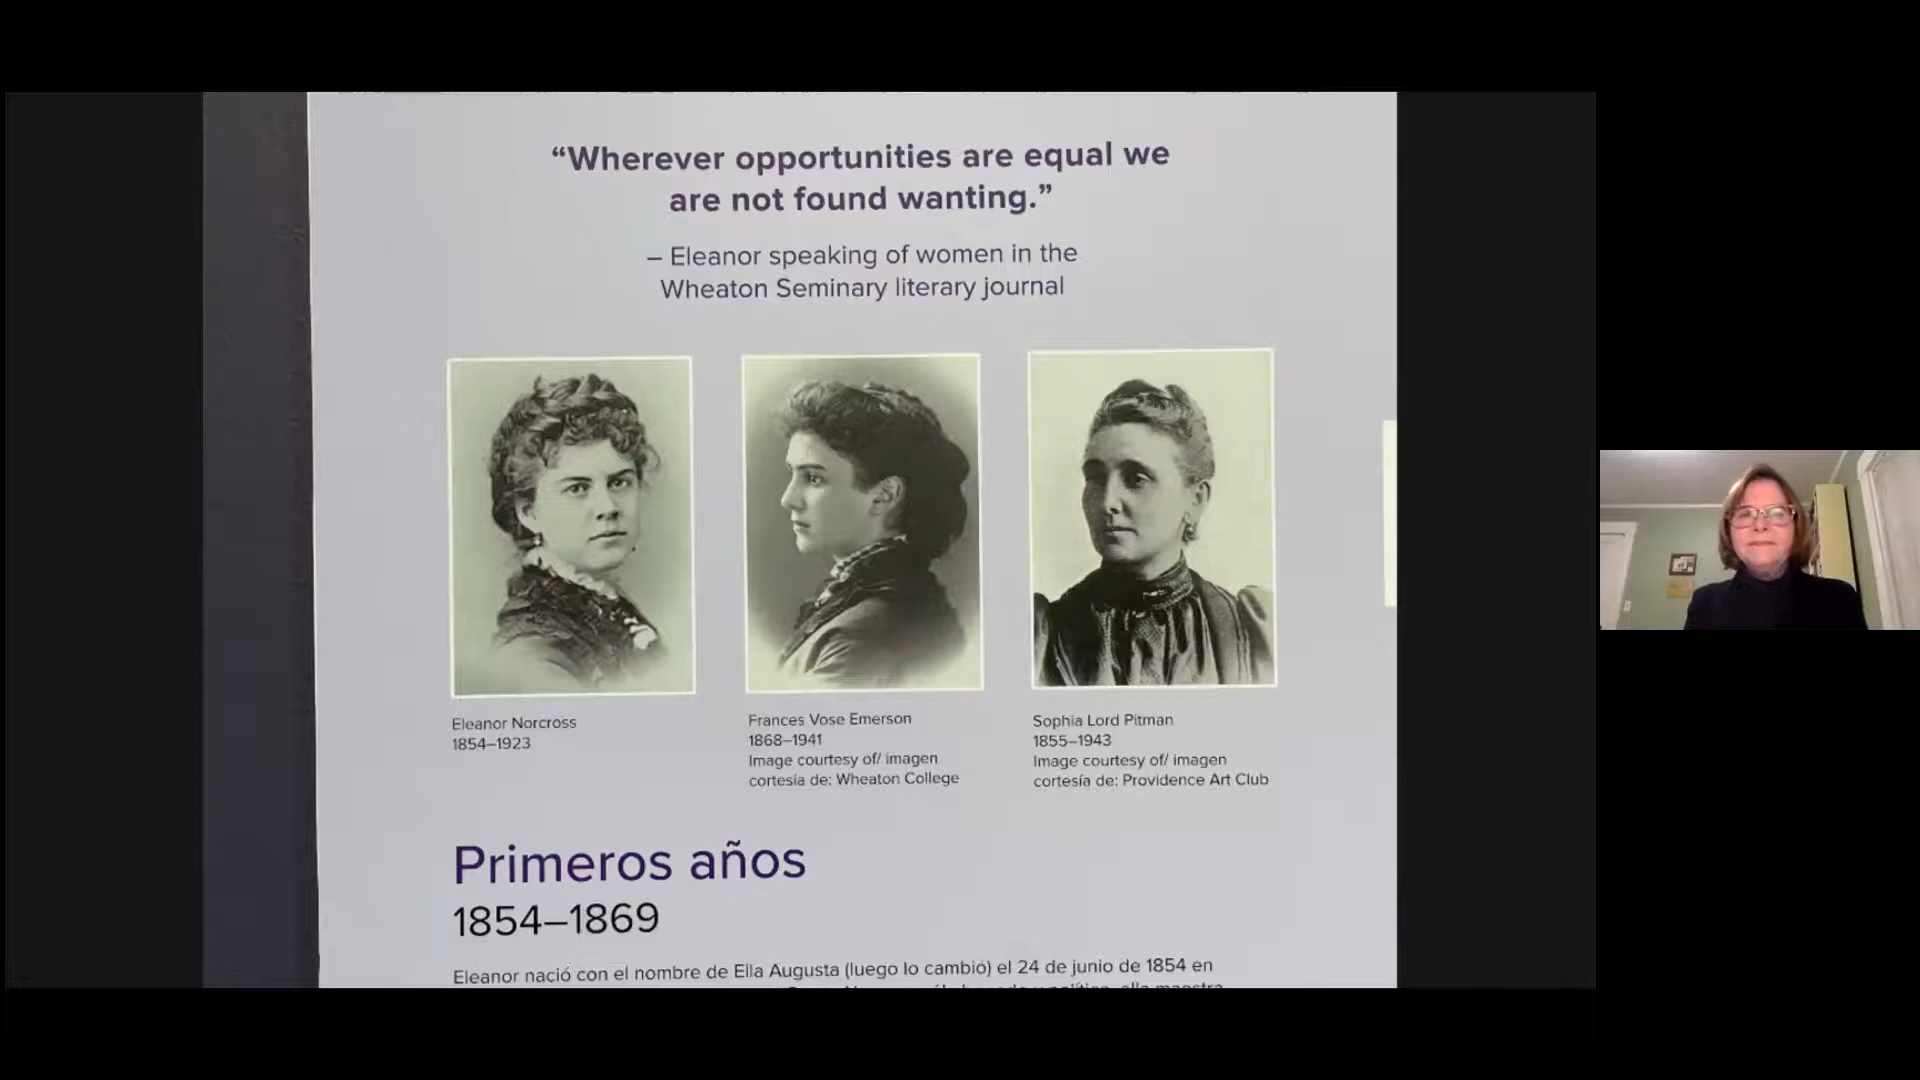 “Wherever opportunities are equal we
are not found wanting.”
– Eleanor speaking of women in the
Wheaton Seminary literary journal
Eleanor Norcross
1854–1923
Frances Vose Emerson
1868–1941
Image courtesy of/ imagen
cortesía de: Wheaton College
Sophia Lord Pitman
1855–1943
Image courtesy of/ imagen
cortesía de: Providence Art Club
Primeros años
1854–1869
Eleanor nació con el nombre de Ella Augusta (luego lo cambió) el 24 de junio de 1854 en